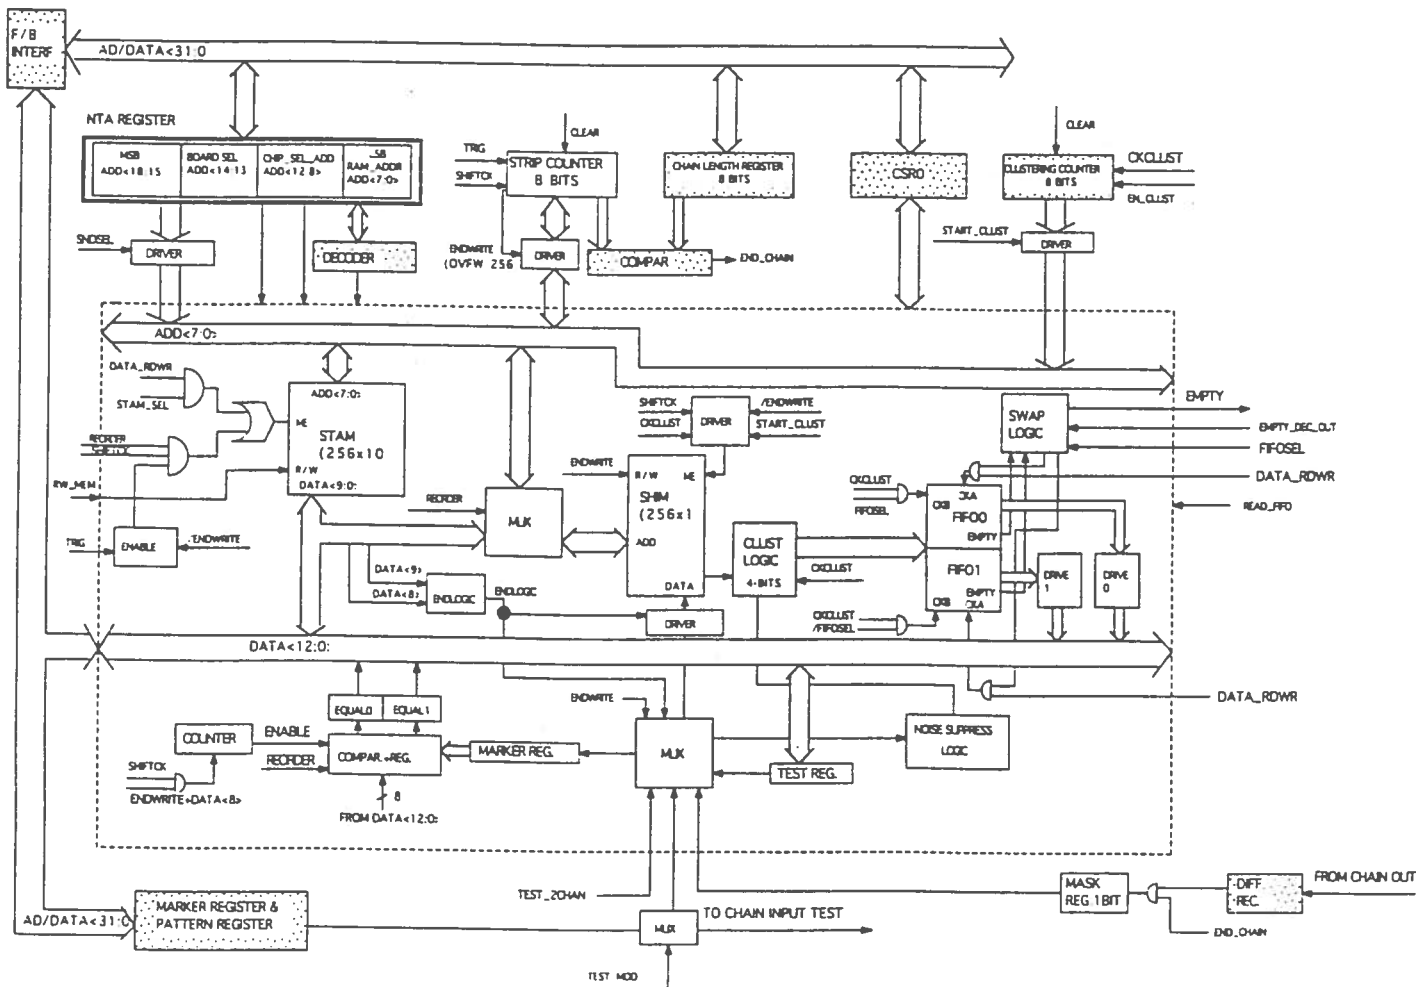 F/B
INTERF
AD/DATA<31:0
NTA REGISTER
MSB
ADD<18:15
BOARD SEL
ADD<14:13
CHIP_SEL_ADD
ADD<12:8>
RAM_ADDR
ADD<7:0>
SNDSEL
DRIVER
DECODER
TRIG
SHIFTCK
CLEAR
STRIP COUNTER
8 BITS
ENDWRITE
(OVFW 256
DRIVER
CHAIN LENGTH REGISTER
8 BITS
COMPAR
END_CHAIN
CSR0
CLEAR
CLUSTERING COUNTER
8 BITS
CKCLUST
EN_CLUST
START_CLUST
DRIVER
ADD<7:0>
DATA_RDWR
STAM_SEL
REORDER
SHIFTCK
RW_MEM
TRIG
ENABLE
/ENDWRITE
ADD<7:0>
ME
STAM
(256x10
R/W
DATA<9:0>
REORDER
MUX
DATA<9>
DATA<8>
ENDLOGIC
ENDLOGIC
SHIFTCK
CKCLUST
DRIVER
/ENDWRITE
START_CLUST
ENDWRITE
R/W
ME
SHIM
(256x1
ADD
DATA
DRIVER
CLUST
LOGIC
4-BITS
CKCLUST
CKCLUST
FIFOSEL
CKB
CKA
FIFO0
EMPTY
FIFO1
EMPTY
CKB
CKA
CKCLUST
/FIFOSEL
DRIVE
1
DRIVE
0
SWAP
LOGIC
EMPTY
EMPTY_DEC_OUT
FIFOSEL
DATA_RDWR
READ_FIFO
DATA<12:0>
EQUAL0
EQUAL1
COUNTER
ENABLE
REORDER
COMPAR.+REG.
SHIFTCK
ENDWRITE+DATA<8>
8
FROM DATA<12:0>
MARKER REG.
ENDWRITE
MUX
TEST REG.
NOISE SUPPRESS
LOGIC
DATA_RDWR
TEST_2CHAN
AD/DATA<31:0
MARKER REGISTER &
PATTERN REGISTER
MUX
TO CHAIN INPUT TEST
TEST MOD
MASK
REG.1BIT
DIFF
REC.
FROM CHAIN OUT
END_CHAIN